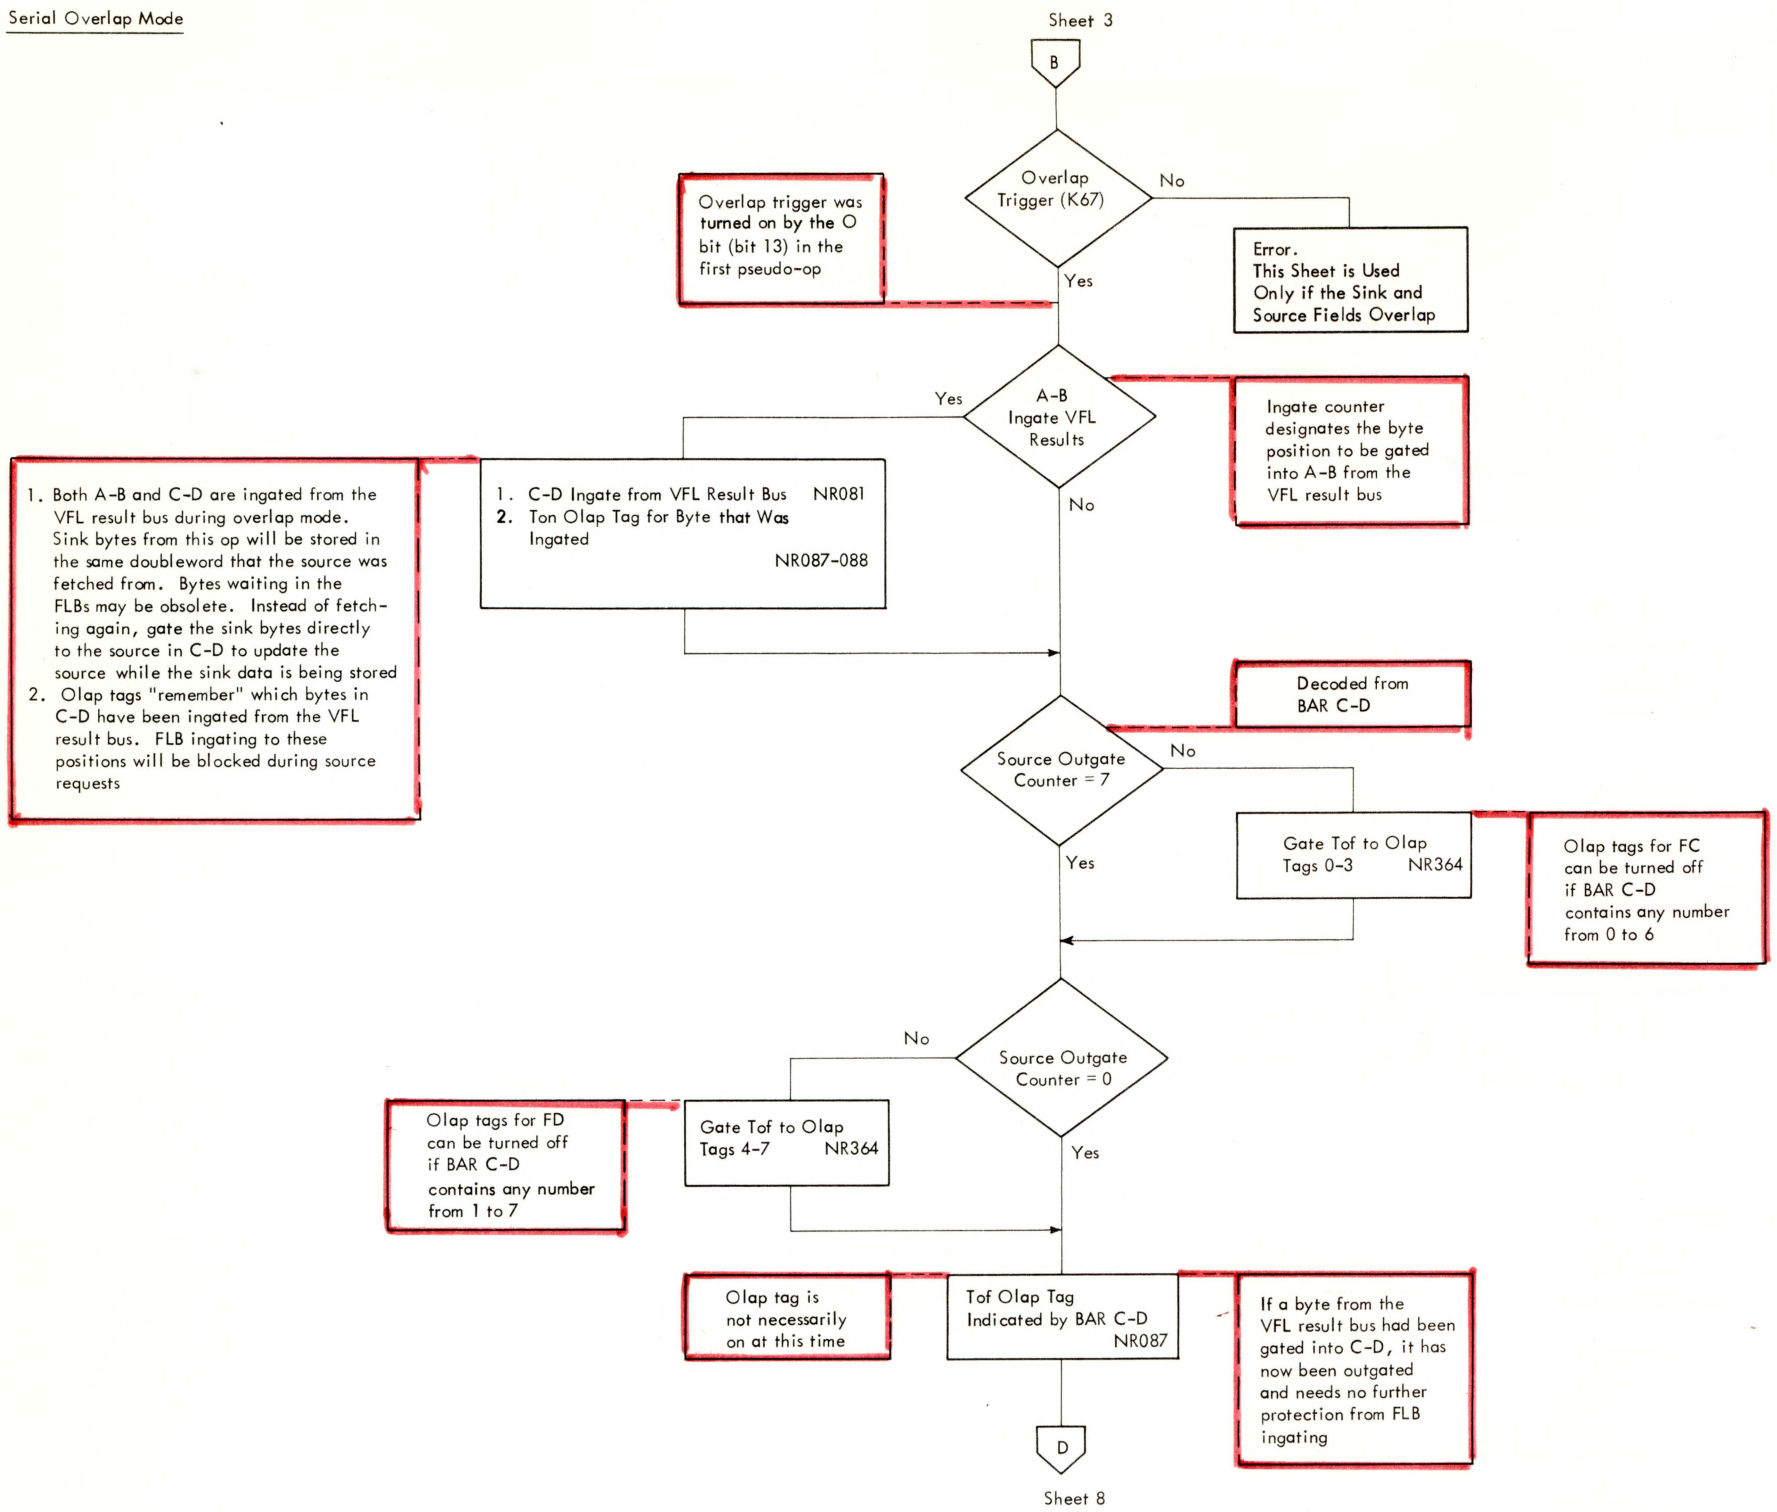 Serial Overlap Mode
Sheet 3
B
Overlap
Trigger (K67)
No
Yes
Overlap trigger was
turned on by the O
bit (bit 13) in the
first pseudo-op
Error.
This Sheet is Used
Only if the Sink and
Source Fields Overlap
A-B
Ingate VFL
Results
Yes
No
Ingate counter
designates the byte
position to be gated
into A-B from the
VFL result bus
1. Both A-B and C-D are ingated from the
VFL result bus during overlap mode.
Sink bytes from this op will be stored in
the same doubleword that the source was
fetched from. Bytes waiting in the
FLBs may be obsolete. Instead of fetch-
ing again, gate the sink bytes directly
to the source in C-D to update the
source while the sink data is being stored
2. Olap tags "remember" which bytes in
C-D have been ingated from the VFL
result bus. FLB ingating to these
positions will be blocked during source
requests
1. C-D Ingate from VFL Result Bus NR081
2. Ton Olap Tag for Byte that Was
Ingated
NR087-088
Decoded from
BAR C-D
Source Outgate
Counter = 7
No
Yes
Gate Tof to Olap
Tags 0-3 NR364
Olap tags for FC
can be turned off
if BAR C-D
contains any number
from 0 to 6
Source Outgate
Counter = 0
No
Yes
Olap tags for FD
can be turned off
if BAR C-D
contains any number
from 1 to 7
Gate Tof to Olap
Tags 4-7 NR364
Olap tag is
not necessarily
on at this time
Tof Olap Tag
Indicated by BAR C-D
NR087
If a byte from the
VFL result bus had been
gated into C-D, it has
now been outgated
and needs no further
protection from FLB
ingating
D
Sheet 8